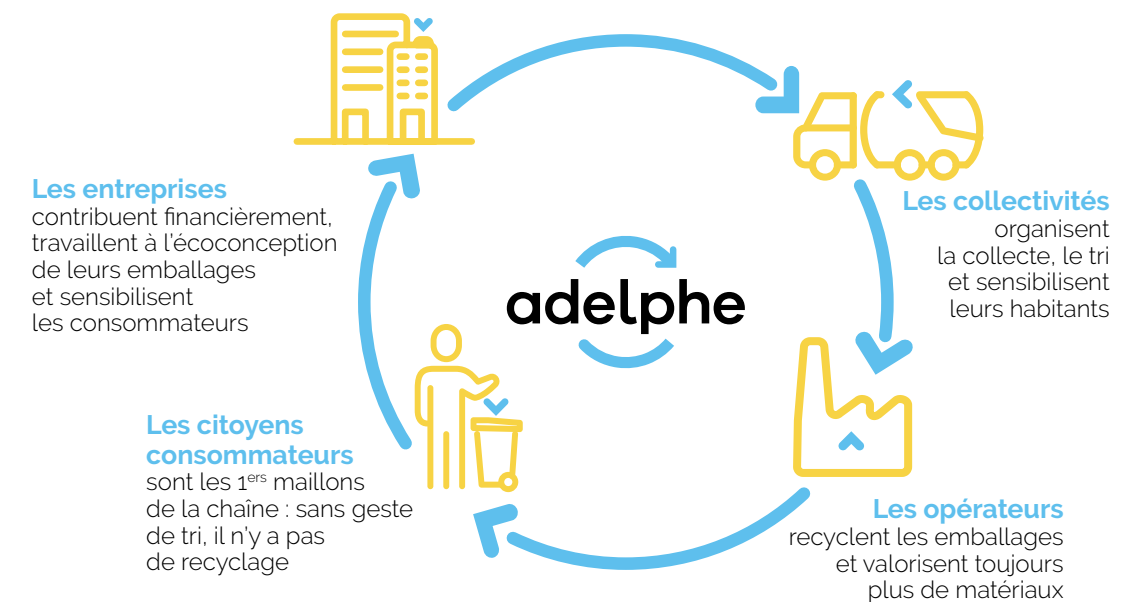 Les entreprises
contribuent financièrement,
travaillent à l'écoconception
de leurs emballages
et sensibilisent
les consommateurs
Les collectivités
organisent
la collecte, le tri
et sensibilisent
leurs habitants
adelphe
Les citoyens
consommateurs
sont les 1ers maillons
de la chaîne : sans geste
de tri, il n'y a pas
de recyclage
Les opérateurs
recyclent les emballages
et valorisent toujours
plus de matériaux